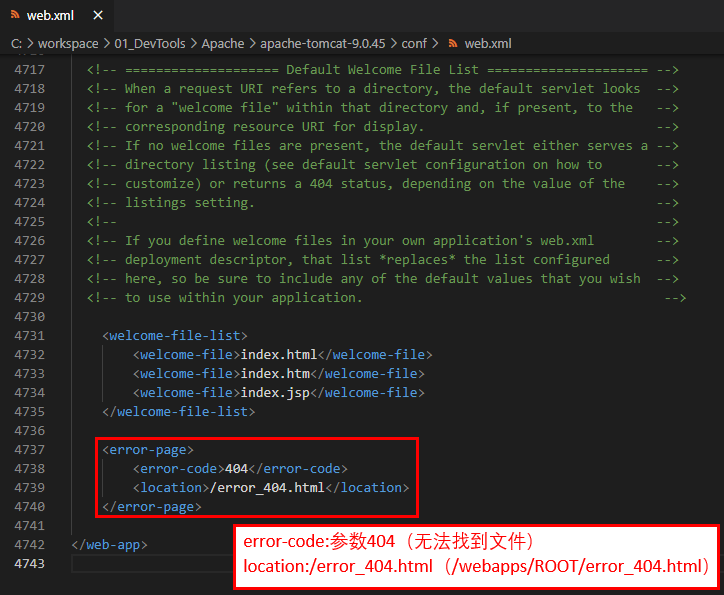 web.xml ×
C: > workspace > 01_DevTools > Apache > apache-tomcat-9.0.45 > conf > web.xml
4717 <!-- ==================== Default Welcome File List ===================== -->
4718 <!-- When a request URI refers to a directory, the default servlet looks -->
4719 <!-- for a "welcome file" within that directory and, if present, to the -->
4720 <!-- corresponding resource URI for display. -->
4721 <!-- If no welcome files are present, the default servlet either serves a -->
4722 <!-- directory listing (see default servlet configuration on how to -->
4723 <!-- customize) or returns a 404 status, depending on the value of the -->
4724 <!-- listings setting. -->
4725 <!-- -->
4726 <!-- If you define welcome files in your own application's web.xml -->
4727 <!-- deployment descriptor, that list *replaces* the list configured -->
4728 <!-- here, so be sure to include any of the default values that you wish -->
4729 <!-- to use within your application. -->
4730
4731 <welcome-file-list>
4732 <welcome-file>index.html</welcome-file>
4733 <welcome-file>index.htm</welcome-file>
4734 <welcome-file>index.jsp</welcome-file>
4735 </welcome-file-list>
4736
4737 <error-page>
4738 <error-code>404</error-code>
4739 <location>/error_404.html</location>
4740 </error-page>
4741
4742 </web-app>
4743
error-code:参数404（无法找到文件）
location:/error_404.html（/webapps/ROOT/error_404.html）